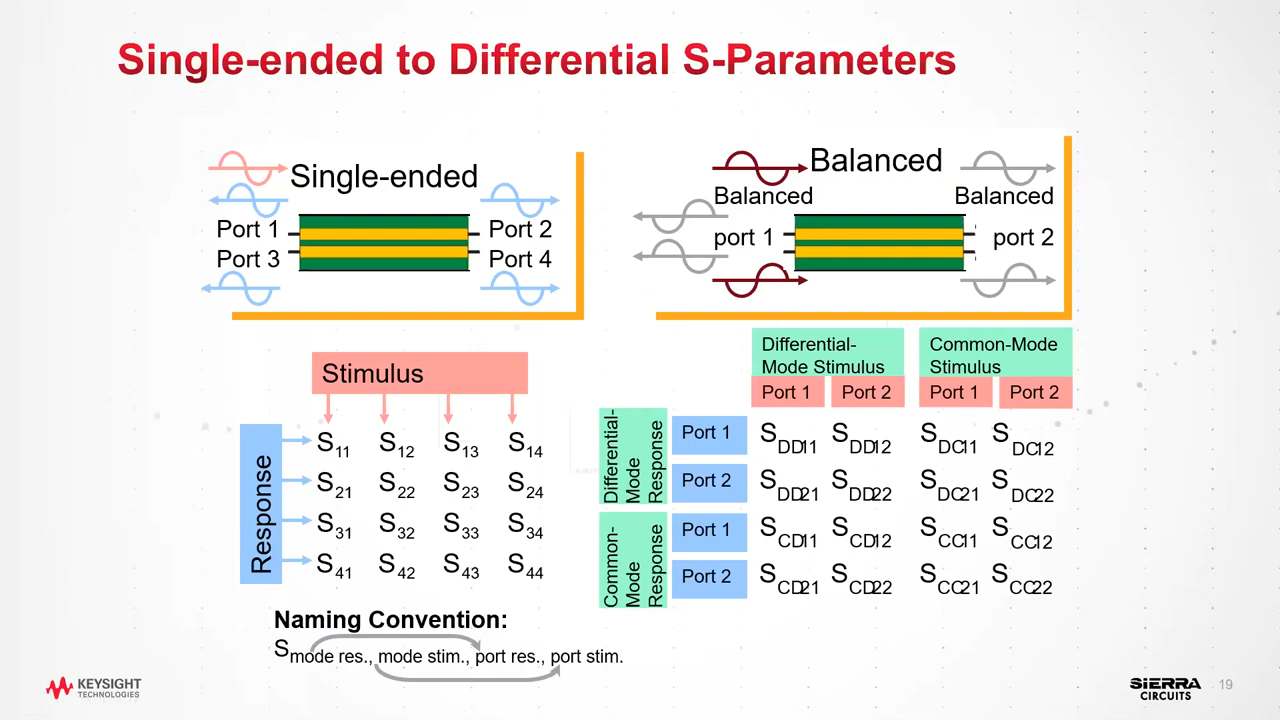 Single-ended to Differential S-Parameters
Single-ended
Port 1
Port 2
Port 3
Port 4
Balanced
Balanced
Balanced
port 1
port 2
Stimulus
Response
S11 S12 S13 S14
S21 S22 S23 S24
S31 S32 S33 S34
S41 S42 S43 S44
Differential-
Mode Stimulus
Common-Mode
Stimulus
Port 1 Port 2 Port 1 Port 2
Differential-
Mode
Response
Common-
Mode
Response
Port 1 SDD11 SDD12 SDC11 SDC12
Port 2 SDD21 SDD22 SDC21 SDC22
Port 1 SCD11 SCD12 SCC11 SCC12
Port 2 SCD21 SCD22 SCC21 SCC22
Naming Convention:
Smode res., mode stim., port res., port stim.
KEYSIGHT
TECHNOLOGIES
SIERRA
CIRCUITS
19